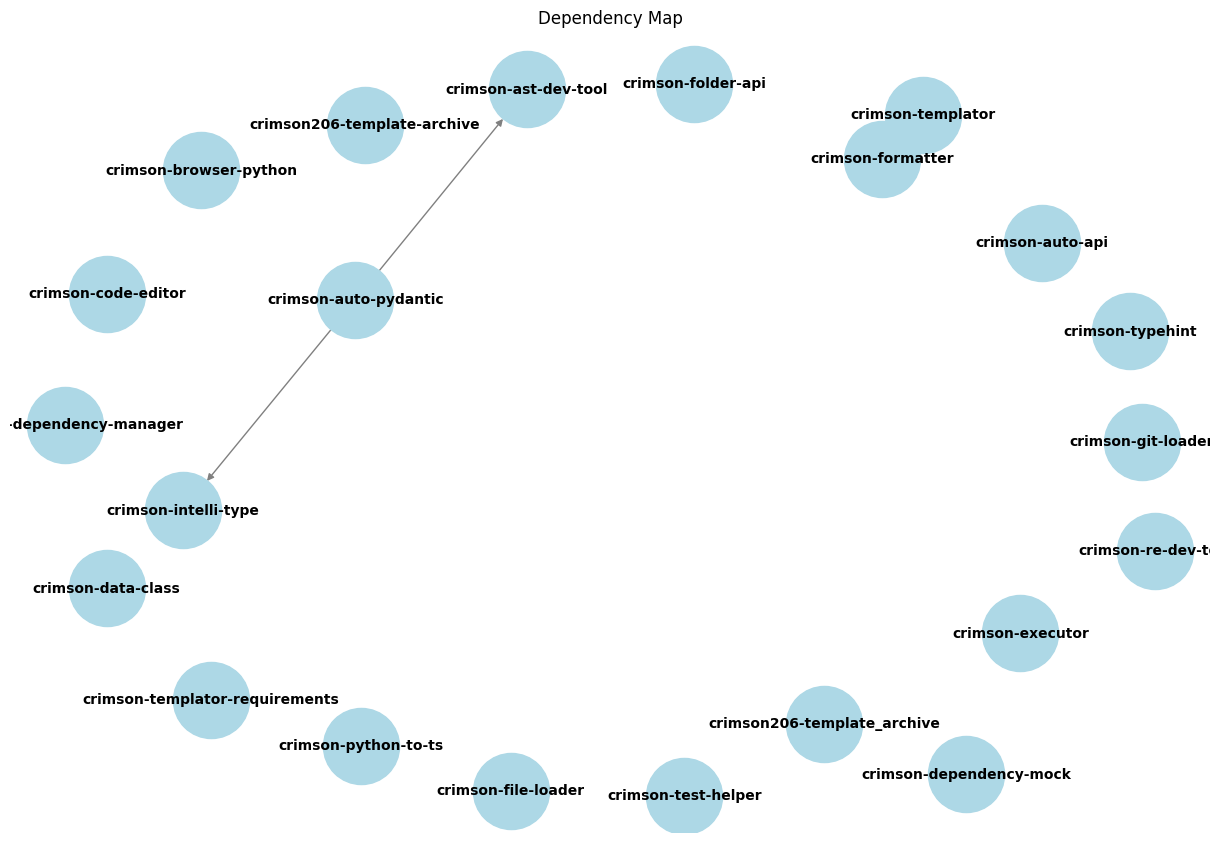 Dependency Map
crimson-folder-api
crimson-ast-dev-tool
crimson-templator
crimson206-template-archive
crimson-formatter
crimson-browser-python
crimson-auto-api
crimson-code-editor
crimson-auto-pydantic
crimson-typehint
-dependency-manager
crimson-git-loader
crimson-intelli-type
crimson-re-dev-t
crimson-data-class
crimson-executor
crimson-templator-requirements
crimson206-template_archive
crimson-python-to-ts
crimson-dependency-mock
crimson-file-loader
crimson-test-helper